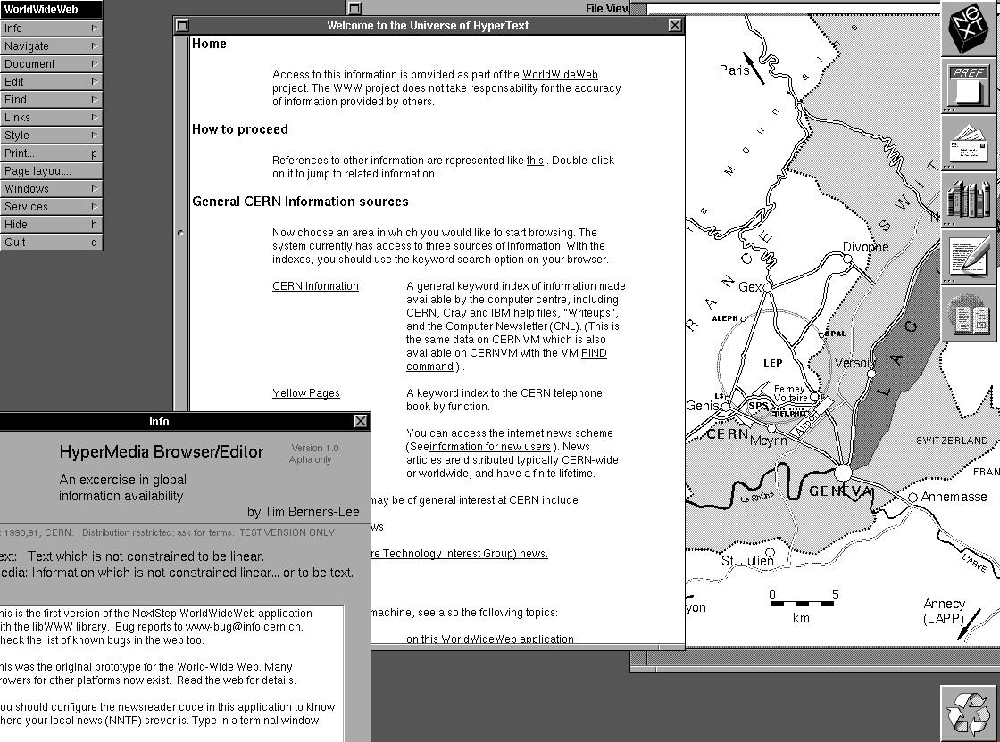 WorldWideWeb
Info
Navigate
Document
Edit
Find
Links
Style
Print... p
Page layout...
Windows
Services
Hide h
Quit q
File View
Welcome to the Universe of HyperText
Home
Access to this information is provided as part of the WorldWideWeb
project. The WWW project does not take responsability for the accuracy
of information provided by others.
How to proceed
References to other information are represented like this . Double-click
on it to jump to related information.
General CERN Information sources
Now choose an area in which you would like to start browsing. The
system currently has access to three sources of information. With the
indexes, you should use the keyword search option on your browser.
CERN Information
A general keyword index of information made
available by the computer centre, including
CERN, Cray and IBM help files, "Writeups",
and the Computer Newsletter (CNL). (This is
the same data on CERNVM which is also
available on CERNVM with the VM FIND
command ) .
Yellow Pages
A keyword index to the CERN telephone
book by function.
You can access the internet news scheme
(Seeinformation for new users ). News
articles are distributed typically CERN-wide
or worldwide, and have a finite lifetime.
may be of general interest at CERN include
ws
re Technology Interest Group) news.
machine, see also the following topics:
on this WorldWideWeb application
Info
HyperMedia Browser/Editor
Version 1.0
Alpha only
An excercise in global
information availability
by Tim Berners-Lee
1990,91, CERN. Distribution restricted: ask for terms. TEST VERSION ONLY
ext: Text which is not constrained to be linear.
edia: Information which is not constrained linear... or to be text.
his is the first version of the NextStep WorldWideWeb application
ith the libWWW library. Bug reports to www-bug@info.cern.ch.
heck the list of known bugs in the web too.
his was the original prototype for the World-Wide Web. Many
rowers for other platforms now exist. Read the web for details.
ou should configure the newsreader code in this application to klnow
here your local news (NNTP) srever is. Type in a terminal window
Paris
J u r a M o u n t a i n s
FRANCE
SWIT
Divonne
Gex
ALEPH
OPAL
LEP
Versoix
LAC
L3
Ferney
Voltaire
Genis
SPS
DELPHI
Airport
CERN
Meyrin
SWITZERLAND
FRAN
GENEVA
Le Rhône
Annemasse
St. Julien
L'ARVE
0 5
km
yon
Annecy
(LAPP)
NeXT
PREF